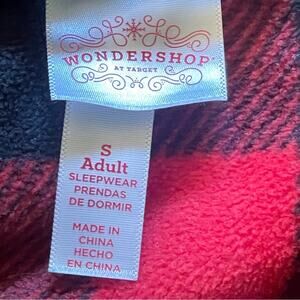 WONDERSHOP
AT TARGET
S
Adult
SLEEPWEAR
PRENDAS
DE DORMIR
MADE IN
CHINA
HECHO
EN CHINA